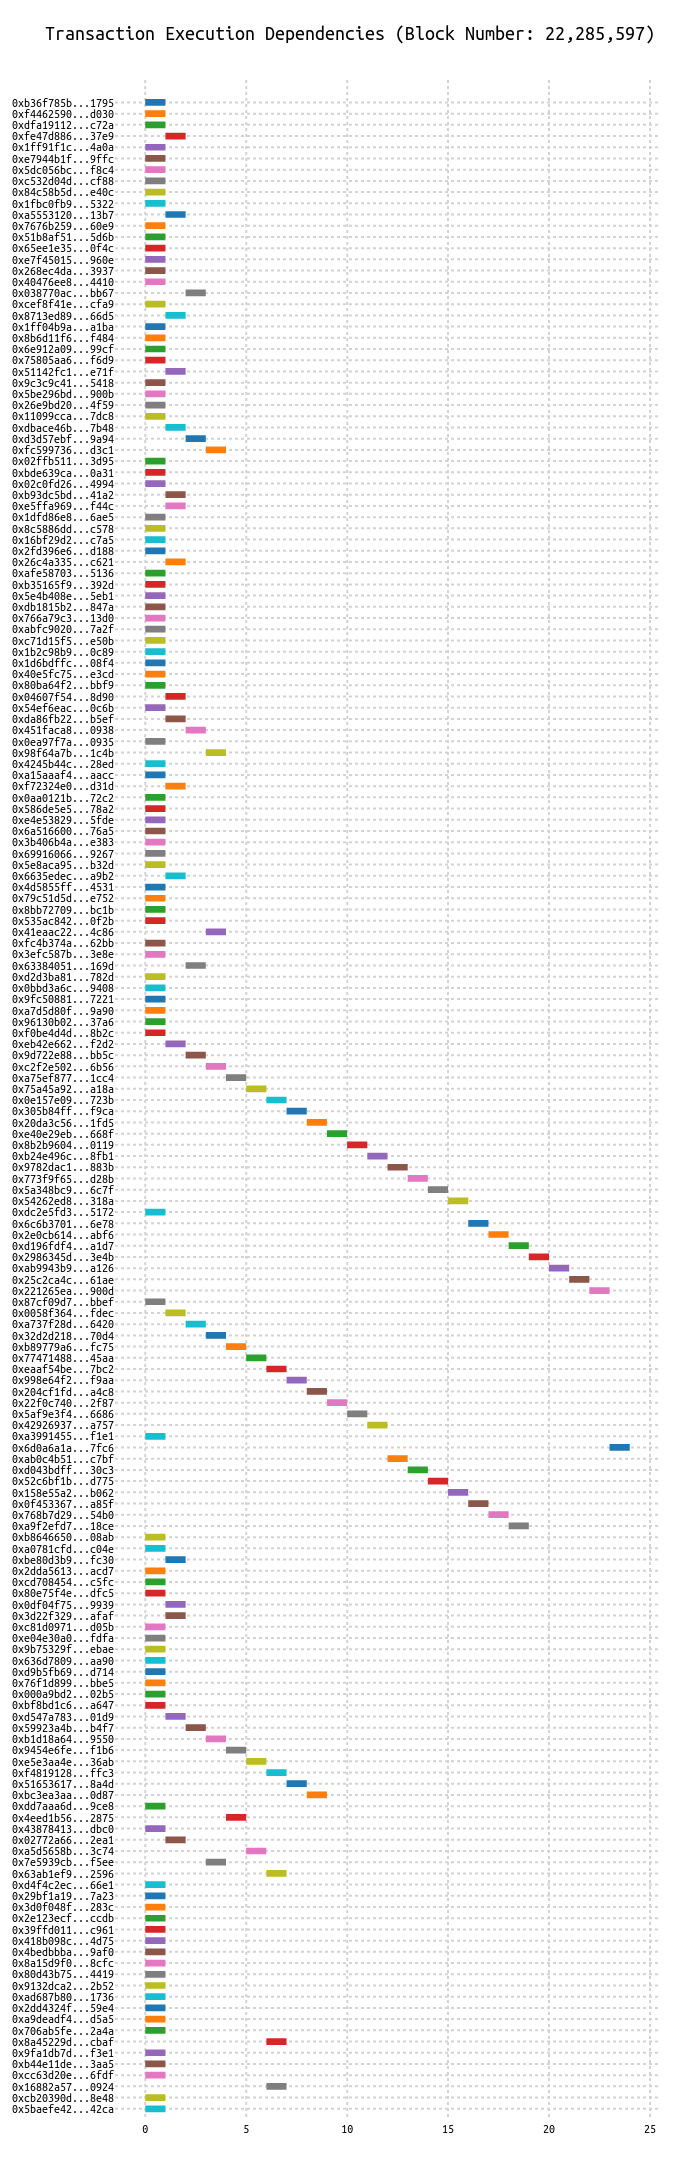 Transaction Execution Dependencies (Block Number: 22,285,597)
0xb36f785b...1795
0xf4462590...d030
0xdfa19112...c72a
0xfe47d886...37e9
0x1ff91f1c...4a0a
0xe7944b1f...9ffc
0x5dc056bc...f8c4
0xc532d04d...cf88
0x84c58b5d...e40c
0x1fbc0fb9...5322
0xa5553120...13b7
0x7676b259...60e9
0x51b8af51...5d6b
0x65ee1e35...0f4c
0xe7f45015...960e
0x268ec4da...3937
0x40476ee8...4410
0x038770ac...bb67
0xcef8f41e...cfa9
0x8713ed89...66d5
0x1ff04b9a...a1ba
0x8b6d11f6...f484
0x6e912a09...99cf
0x75805aa6...f6d9
0x51142fc1...e71f
0x9c3c9c41...5418
0x5be296bd...900b
0x26e9bd20...4f59
0x11099cca...7dc8
0xdbace46b...7b48
0xd3d57ebf...9a94
0xfc599736...d3c1
0x02ffb511...3d95
0xbde639ca...0a31
0x02c0fd26...4994
0xb93dc5bd...41a2
0xe5ffa969...f44c
0x1dfd86e8...6ae5
0x8c5886dd...c578
0x16bf29d2...c7a5
0x2fd396e6...d188
0x26c4a335...c621
0xafe58703...5136
0xb35165f9...392d
0x5e4b408e...5eb1
0xdb1815b2...847a
0x766a79c3...13d0
0xabfc9020...7a2f
0xc71d15f5...e50b
0x1b2c98b9...0c89
0x1d6bdffc...08f4
0x40e5fc75...e3cd
0x80ba64f2...bbf9
0x04607f54...8d90
0x54ef6eac...0c6b
0xda86fb22...b5ef
0x451faca8...0938
0x0ea97f7a...0935
0x98f64a7b...1c4b
0x4245b44c...28ed
0xa15aaaf4...aacc
0xf72324e0...d31d
0x0aa0121b...72c2
0x586de5e5...78a2
0xe4e53829...5fde
0x6a516600...76a5
0x3b406b4a...e383
0x69916066...9267
0x5e8aca95...b32d
0x6635edec...a9b2
0x4d5855ff...4531
0x79c51d5d...e752
0x8bb72709...bc1b
0x535ac842...0f2b
0x41eaac22...4c86
0xfc4b374a...62bb
0x3efc587b...3e8e
0x63384051...169d
0xd2d3ba81...782d
0x0bbd3a6c...9408
0x9fc50881...7221
0xa7d5d80f...9a90
0x96130b02...37a6
0xf0be4d4d...8b2c
0xeb42e662...f2d2
0x9d722e88...bb5c
0xc2f2e502...6b56
0xa75ef877...1cc4
0x75a45a92...a18a
0x0e157e09...723b
0x305b84ff...f9ca
0x20da3c56...1fd5
0xe40e29eb...668f
0x8b2b9604...0119
0xb24e496c...8fb1
0x9782dac1...883b
0x773f9f65...d28b
0x5a348bc9...6c7f
0x54262ed8...318a
0xdc2e5fd3...5172
0x6c6b3701...6e78
0x2e0cb614...abf6
0xd196fdf4...a1d7
0x2986345d...3e4b
0xab9943b9...a126
0x25c2ca4c...61ae
0x221265ea...900d
0x87cf09d7...bbef
0x0058f364...fdec
0xa737f28d...6420
0x32d2d218...70d4
0xb89779a6...fc75
0x77471488...45aa
0xeaaf54be...7bc2
0x998e64f2...f9aa
0x204cf1fd...a4c8
0x22f0c740...2f87
0x5af9e3f4...6686
0x42926937...a757
0xa3991455...f1e1
0x6d0a6a1a...7fc6
0xab0c4b51...c7bf
0xd043bdff...30c3
0x52c6bf1b...d775
0x158e55a2...b062
0x0f453367...a85f
0x768b7d29...54b0
0xa9f2efd7...18ce
0xb8646650...08ab
0xa0781cfd...c04e
0xbe80d3b9...fc30
0x2dda5613...acd7
0xcd708454...c5fc
0x80e75f4e...dfc5
0x0df04f75...9939
0x3d22f329...afaf
0xc81d0971...d05b
0xe04e30a0...fdfa
0x9b75329f...ebae
0x636d7809...aa90
0xd9b5fb69...d714
0x76f1d899...bbe5
0x000a9bd2...02b5
0xbf8bd1c6...a647
0xd547a783...01d9
0x59923a4b...b4f7
0xb1d18a64...9550
0x9454e6fe...f1b6
0xe5e3aa4e...36ab
0xf4819128...ffc3
0x51653617...8a4d
0xbc3ea3aa...0d87
0xdd7aaa6d...9ce8
0x4eed1b56...2875
0x43878413...dbc0
0x02772a66...2ea1
0xa5d5658b...3c74
0x7e5939cb...f5ee
0x63ab1ef9...2596
0xd4f4c2ec...66e1
0x29bf1a19...7a23
0x3d0f048f...283c
0x2e123ecf...ccdb
0x39ffd011...c961
0x418b098c...4d75
0x4bedbbba...9af0
0x8a15d9f0...8cfc
0x80d43b75...4419
0x9132dca2...2b52
0xad687b80...1736
0x2dd4324f...59e4
0xa9deadf4...d5a5
0x706ab5fe...2a4a
0x8a45229d...cbaf
0x9fa1db7d...f3e1
0xb44e11de...3aa5
0xcc63d20e...6fdf
0x16882a57...0924
0xcb20390d...8e48
0x5baefe42...42ca
0 5 10 15 20 25